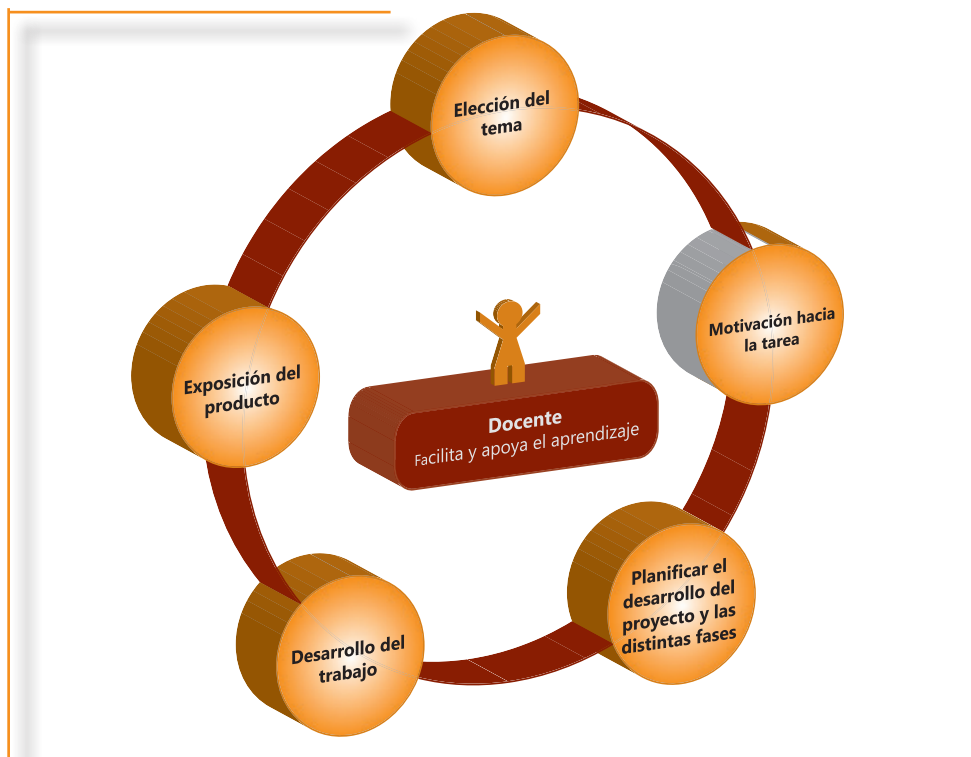 Elección del
tema
Motivación hacia
la tarea
Planificar el
desarrollo del
proyecto y las
distintas fases
Desarrollo del
trabajo
Exposición del
producto
Docente
Facilita y apoya el aprendizaje